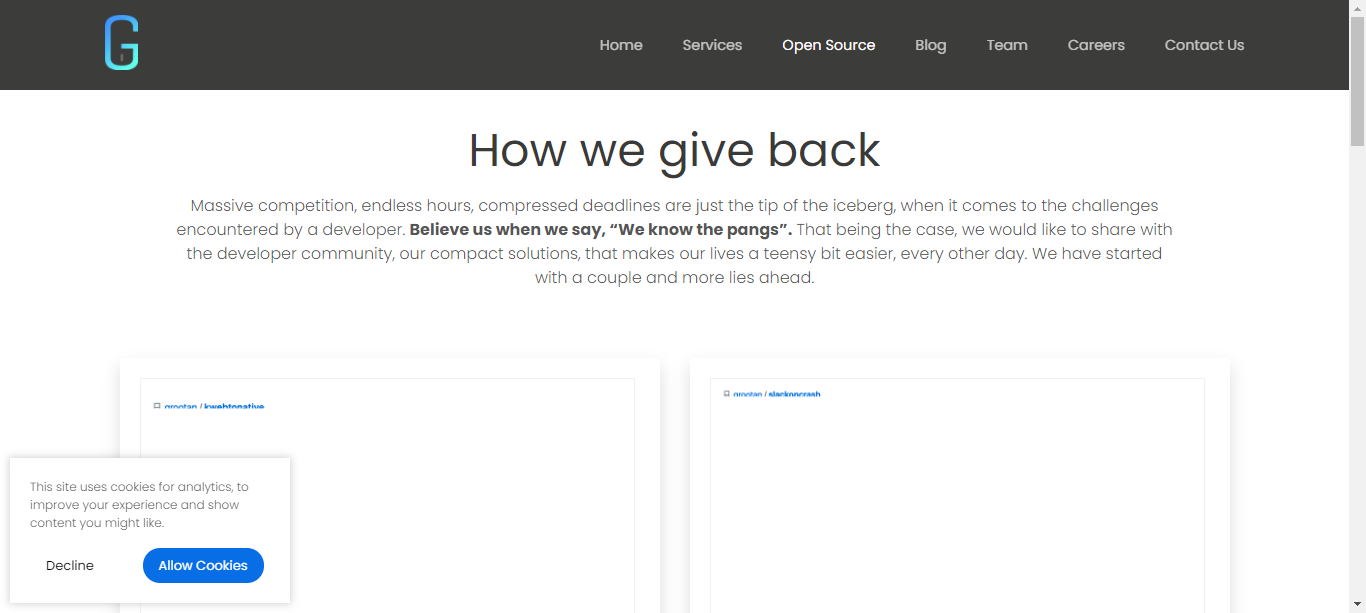 G
Home Services Open Source Blog Team Careers Contact Us
How we give back
Massive competition, endless hours, compressed deadlines are just the tip of the iceberg, when it comes to the challenges
encountered by a developer. Believe us when we say, “We know the pangs”. That being the case, we would like to share with
the developer community, our compact solutions, that makes our lives a teensy bit easier, every other day. We have started
with a couple and more lies ahead.
grootan / kwebtonative
grootan / slackoncrash
This site uses cookies for analytics, to
improve your experience and show
content you might like.
Decline Allow Cookies